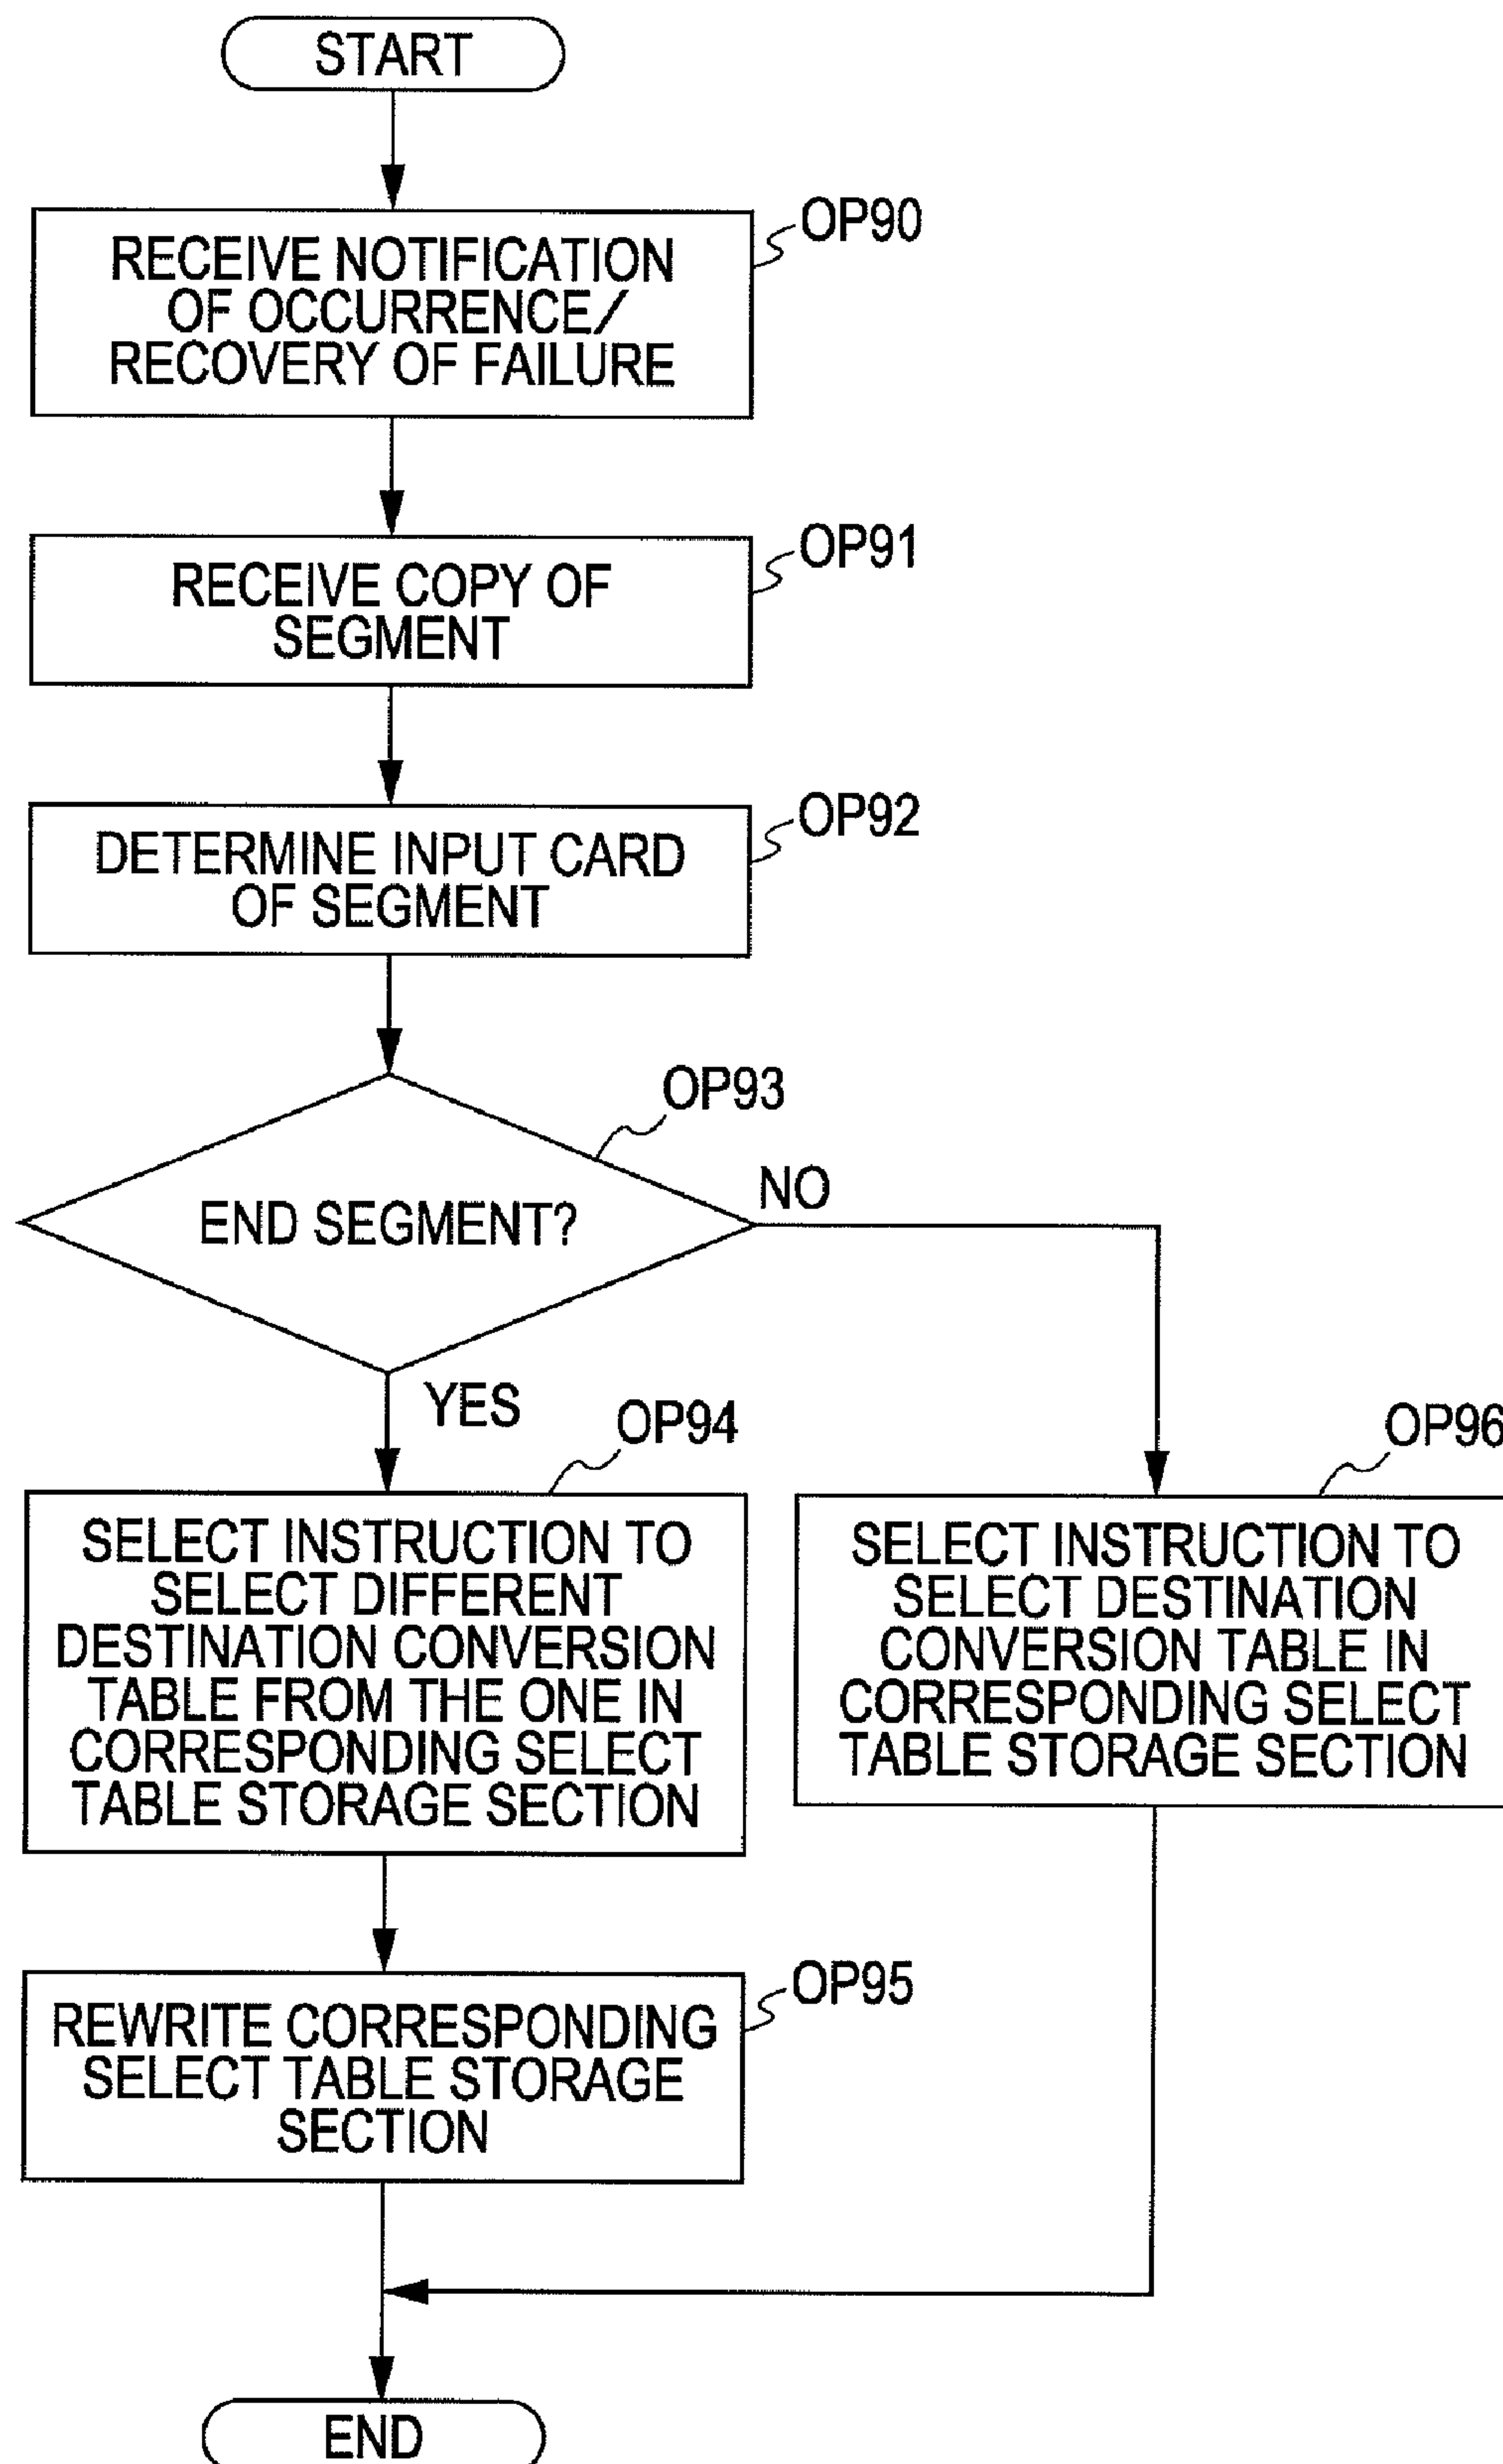 START
OP90
RECEIVE NOTIFICATION
OF OCCURRENCE/
RECOVERY OF FAILURE
OP91
RECEIVE COPY OF
SEGMENT
OP92
DETERMINE INPUT CARD
OF SEGMENT
OP93
END SEGMENT?
NO
YES
OP94
SELECT INSTRUCTION TO
SELECT DIFFERENT
DESTINATION CONVERSION
TABLE FROM THE ONE IN
CORRESPONDING SELECT
TABLE STORAGE SECTION
OP96
SELECT INSTRUCTION TO
SELECT DESTINATION
CONVERSION TABLE IN
CORRESPONDING SELECT
TABLE STORAGE SECTION
OP95
REWRITE CORRESPONDING
SELECT TABLE STORAGE
SECTION
END